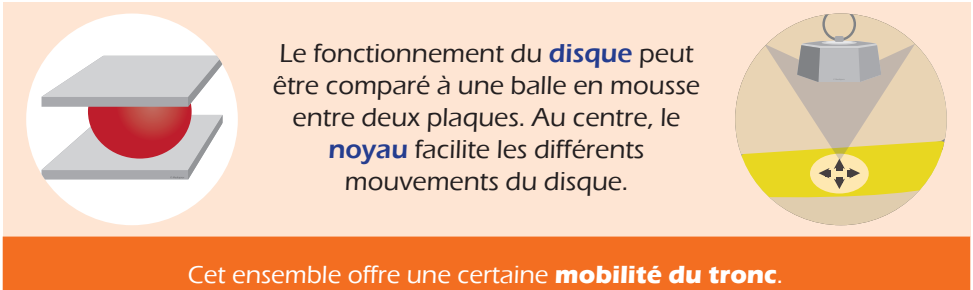 Le fonctionnement du disque peut
être comparé à une balle en mousse
entre deux plaques. Au centre, le
noyau facilite les différents
mouvements du disque.
Cet ensemble offre une certaine mobilité du tronc.